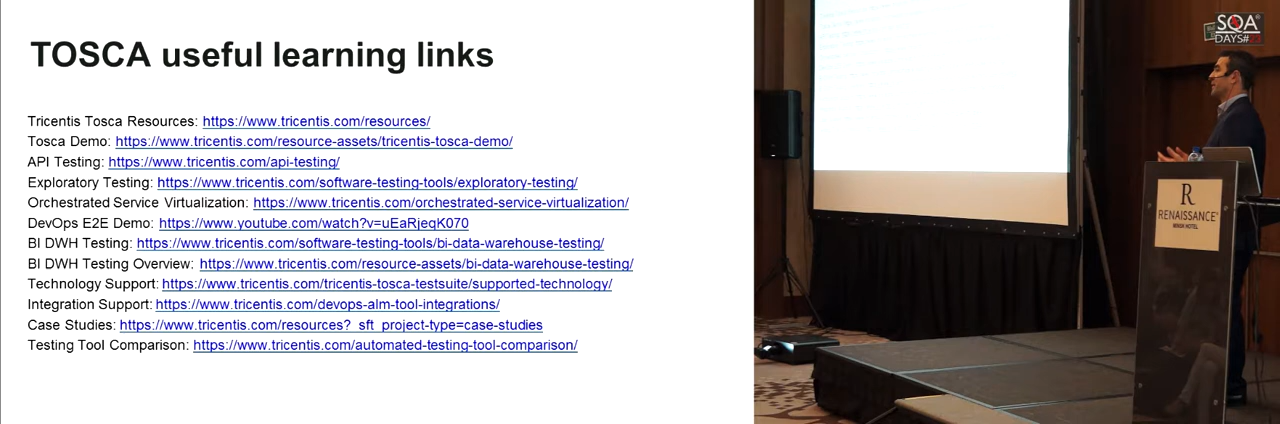 TOSCA useful learning links
Tricentis Tosca Resources: https://www.tricentis.com/resources/
Tosca Demo: https://www.tricentis.com/resource-assets/tricentis-tosca-demo/
API Testing: https://www.tricentis.com/api-testing/
Exploratory Testing: https://www.tricentis.com/software-testing-tools/exploratory-testing/
Orchestrated Service Virtualization: https://www.tricentis.com/orchestrated-service-virtualization/
DevOps E2E Demo: https://www.youtube.com/watch?v=uEaRjeqK070
BI DWH Testing: https://www.tricentis.com/software-testing-tools/bi-data-warehouse-testing/
BI DWH Testing Overview: https://www.tricentis.com/resource-assets/bi-data-warehouse-testing/
Technology Support: https://www.tricentis.com/tricentis-tosca-testsuite/supported-technology/
Integration Support: https://www.tricentis.com/devops-alm-tool-integrations/
Case Studies: https://www.tricentis.com/resources?_sft_project-type=case-studies
Testing Tool Comparison: https://www.tricentis.com/automated-testing-tool-comparison/
SQA
DAYS#
R
RENAISSANCE
MINSK HOTEL